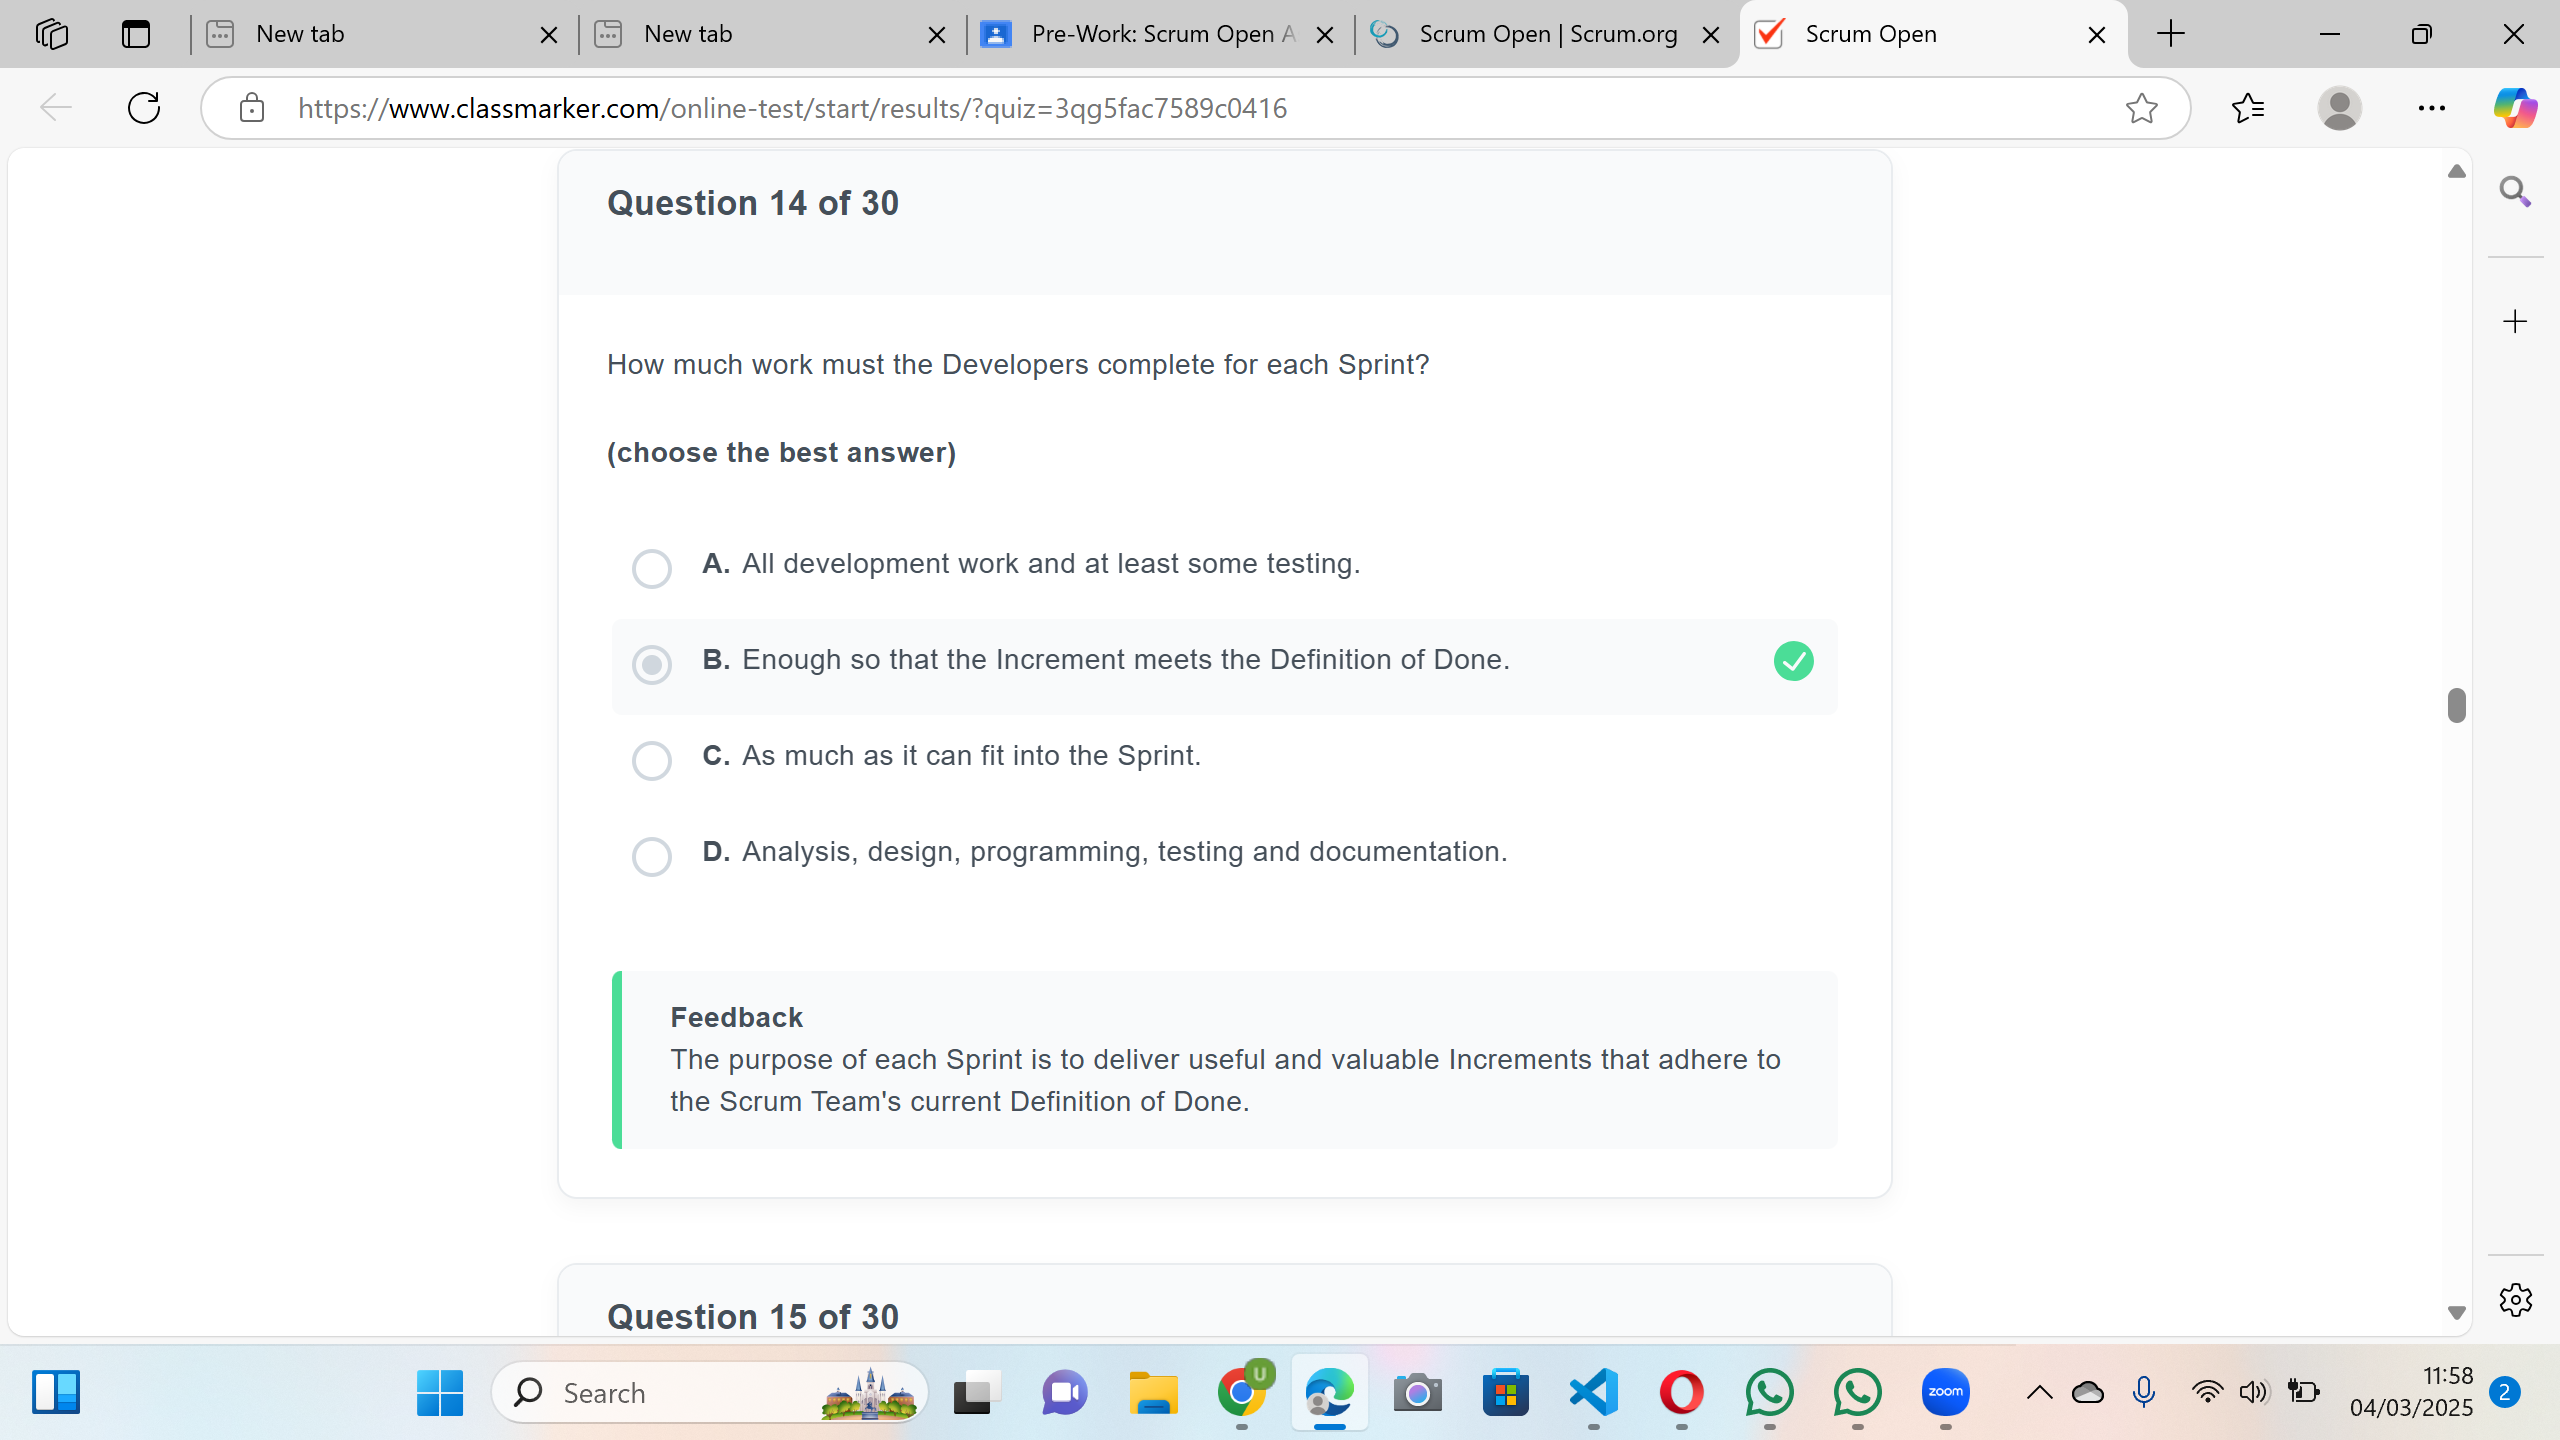 New tab
New tab
Pre-Work: Scrum Open A
Scrum Open | Scrum.org
Scrum Open
https://www.classmarker.com/online-test/start/results/?quiz=3qg5fac7589c0416
Question 14 of 30
How much work must the Developers complete for each Sprint?
(choose the best answer)
A. All development work and at least some testing.
B. Enough so that the Increment meets the Definition of Done.
C. As much as it can fit into the Sprint.
D. Analysis, design, programming, testing and documentation.
Feedback
The purpose of each Sprint is to deliver useful and valuable Increments that adhere to
the Scrum Team's current Definition of Done.
Question 15 of 30
Search
U
zoom
11:58
04/03/2025
2